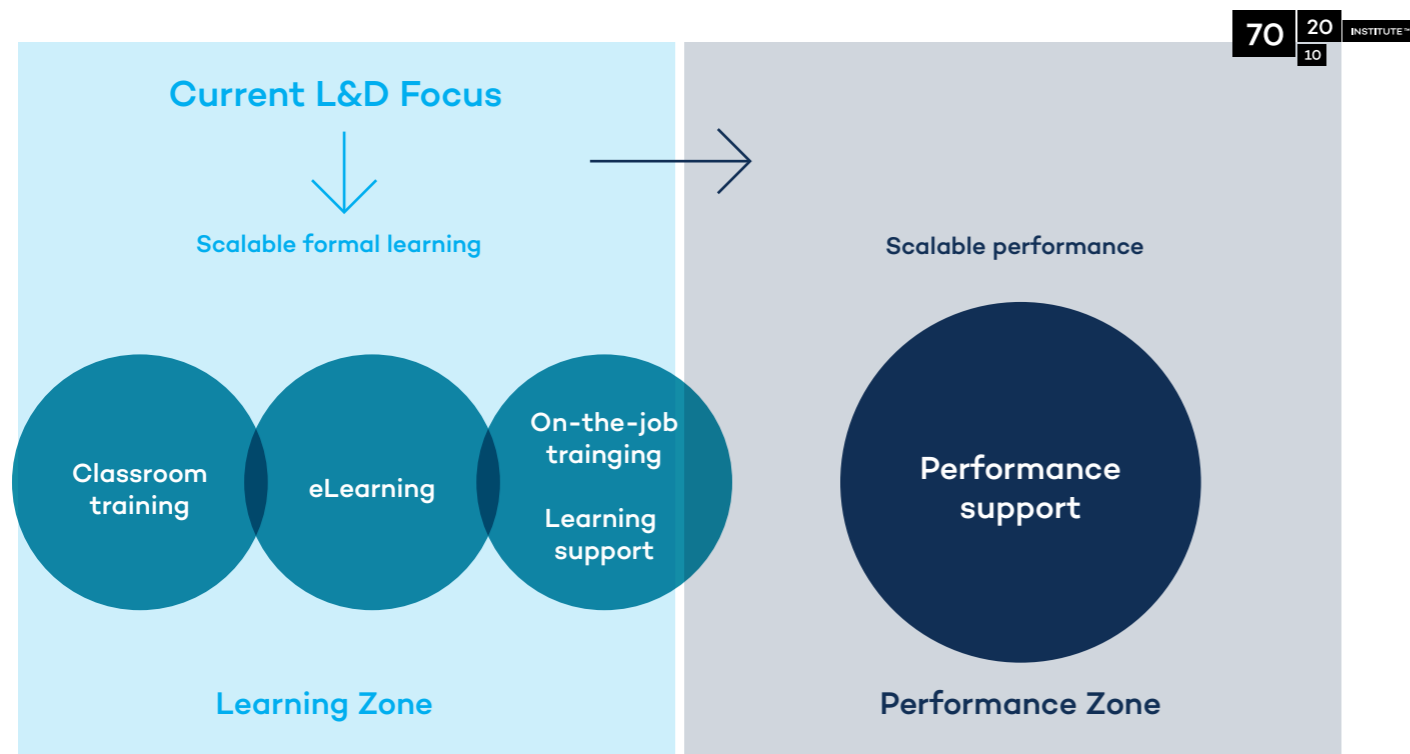 70
20
10
INSTITUTE™
Current L&D Focus
Scalable formal learning
Scalable performance
Classroom
training
eLearning
On-the-job
trainging
Learning
support
Performance
support
Learning Zone
Performance Zone